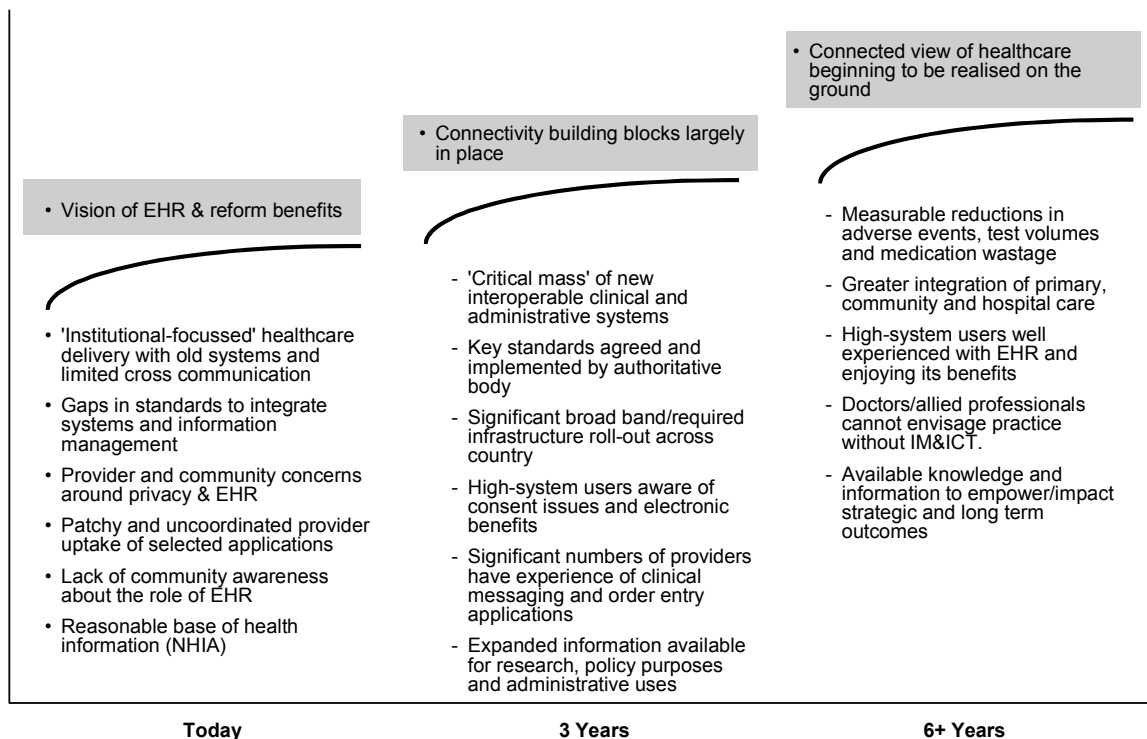 • Vision of EHR & reform benefits
• 'Institutional-focussed' healthcare
delivery with old systems and
limited cross communication
• Gaps in standards to integrate
systems and information
management
• Provider and community concerns
around privacy & EHR
• Patchy and uncoordinated provider
uptake of selected applications
• Lack of community awareness
about the role of EHR
• Reasonable base of health
information (NHIA)
Today
• Connectivity building blocks largely
in place
- 'Critical mass' of new
interoperable clinical and
administrative systems
- Key standards agreed and
implemented by authoritative
body
- Significant broad band/required
infrastructure roll-out across
country
- High-system users aware of
consent issues and electronic
benefits
- Significant numbers of providers
have experience of clinical
messaging and order entry
applications
- Expanded information available
for research, policy purposes
and administrative uses
3 Years
• Connected view of healthcare
beginning to be realised on the
ground
- Measurable reductions in
adverse events, test volumes
and medication wastage
- Greater integration of primary,
community and hospital care
- High-system users well
experienced with EHR and
enjoying its benefits
- Doctors/allied professionals
cannot envisage practice
without IM&ICT.
- Available knowledge and
information to empower/impact
strategic and long term
outcomes
6+ Years